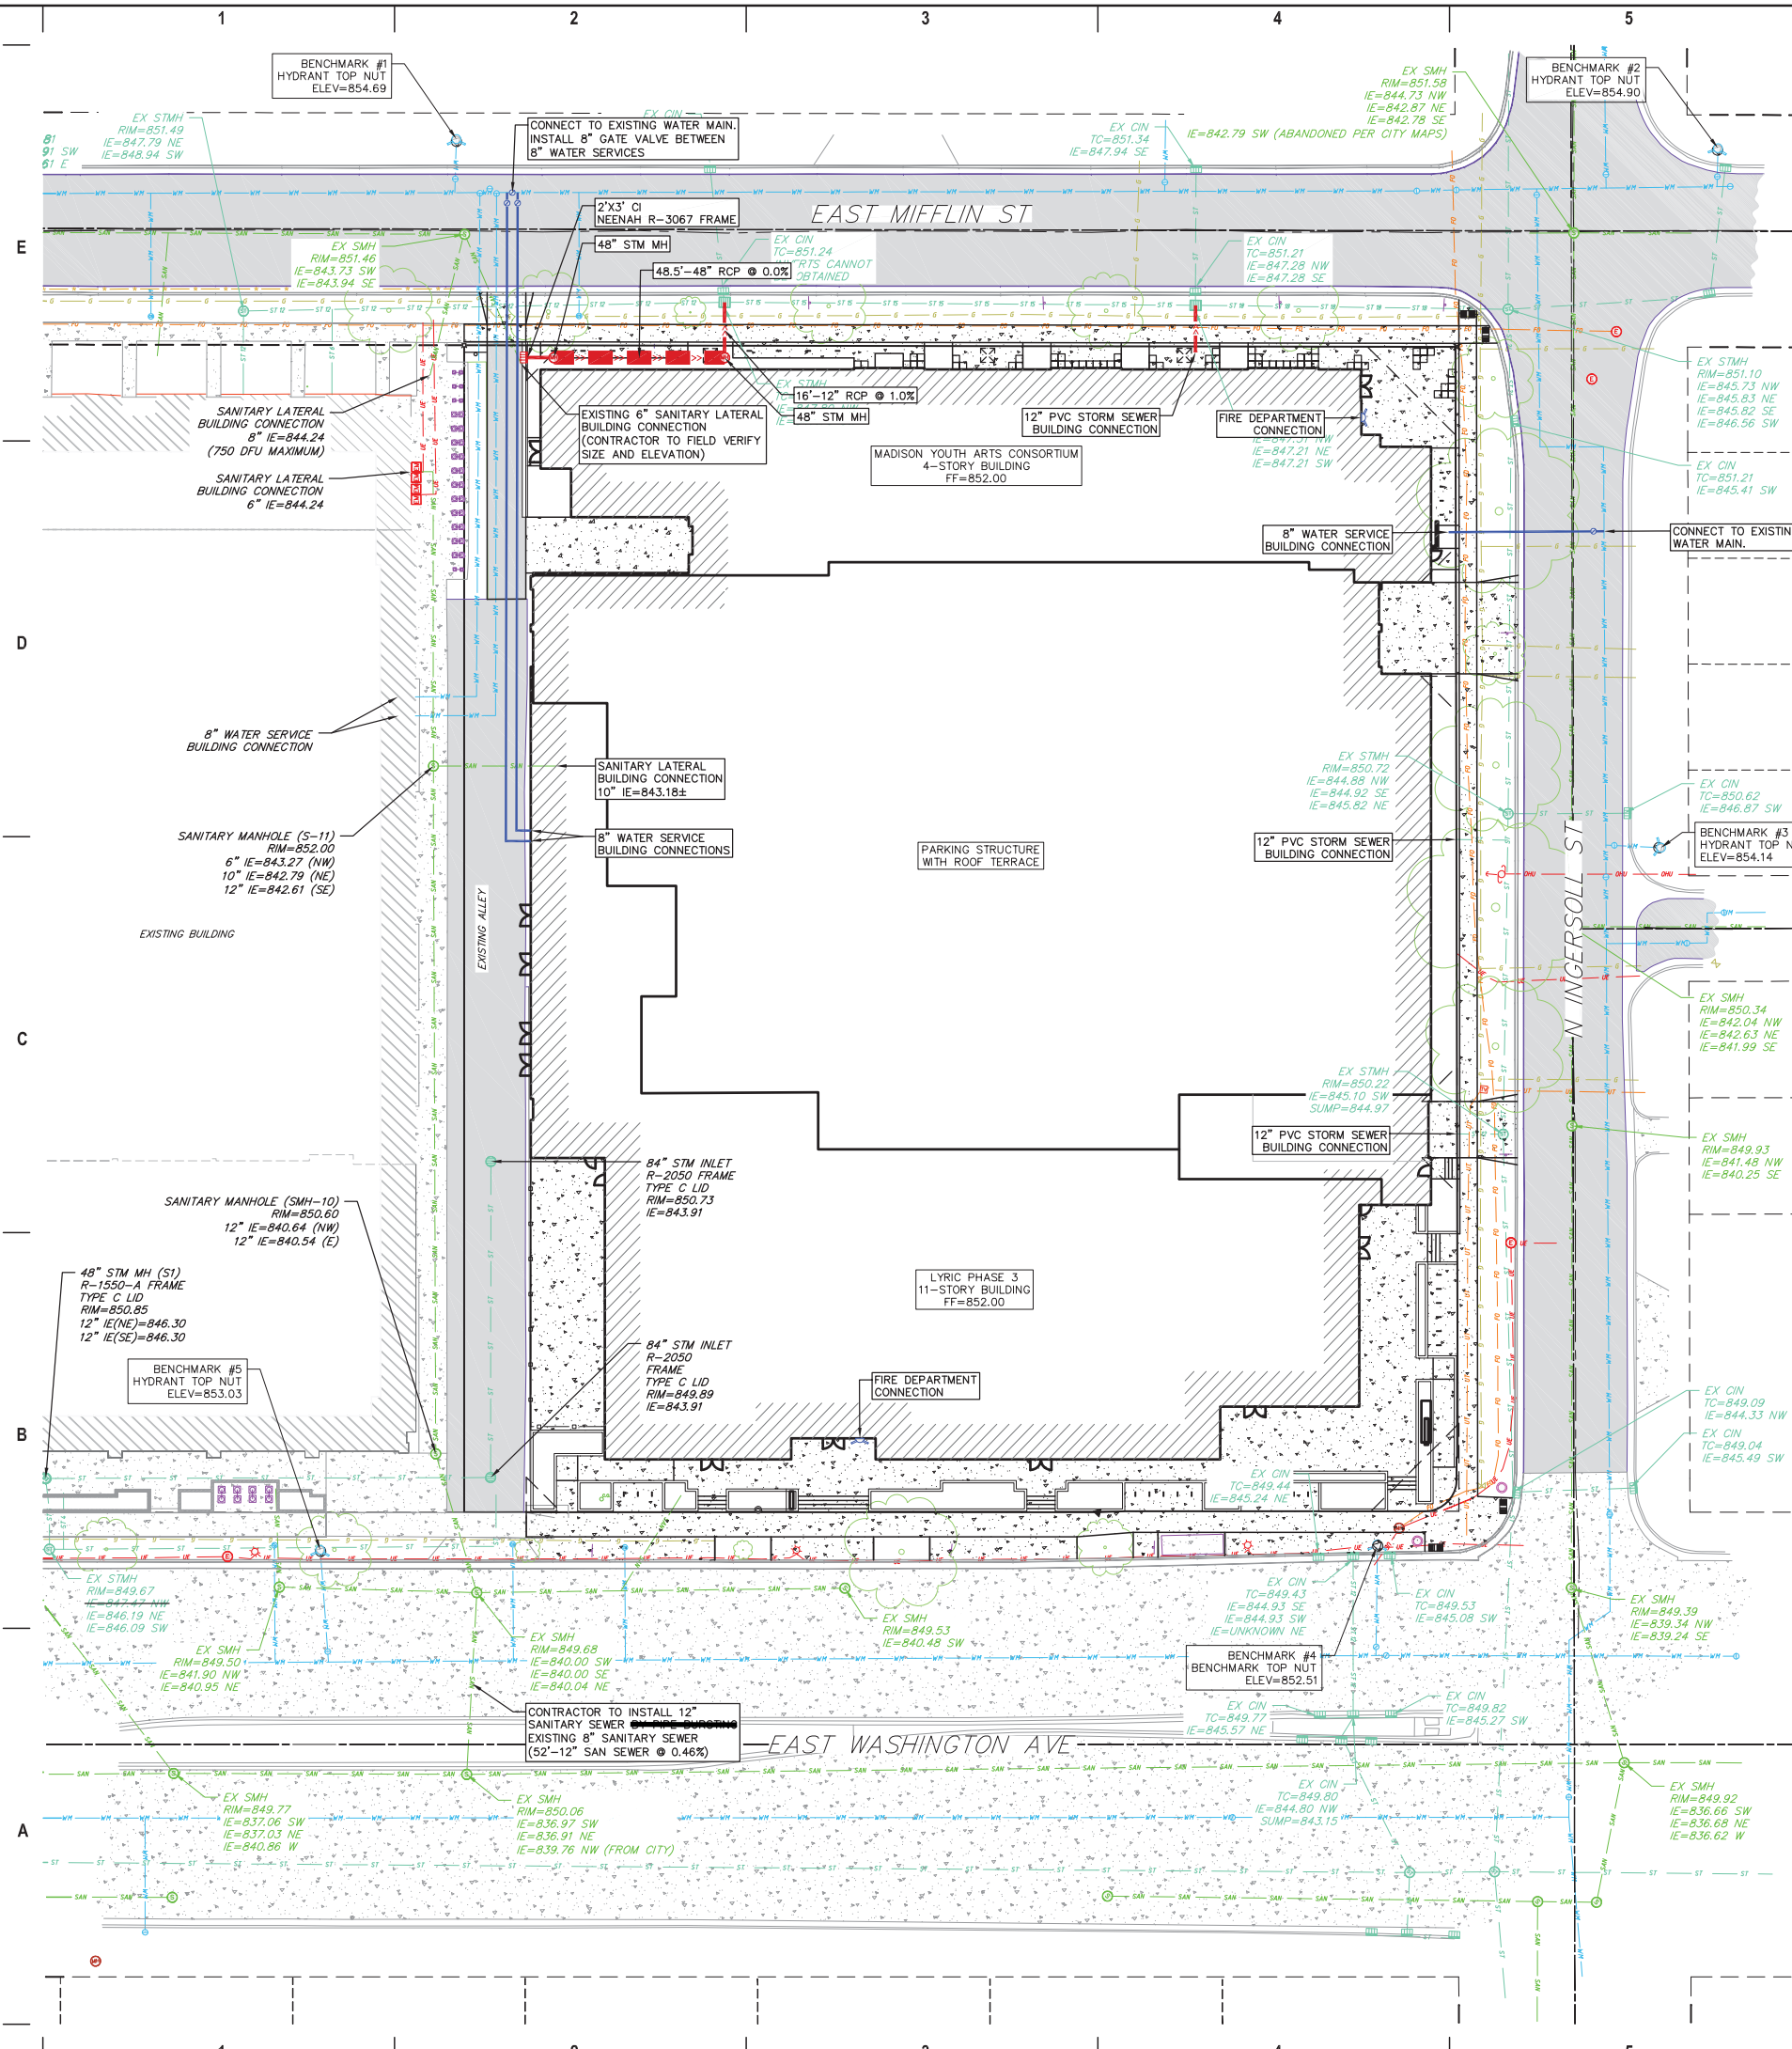 1
2
3
4
5
BENCHMARK #1
HYDRANT TOP NUT
ELEV=854.69
EX STMH
RIM=851.49
IE=847.79 NE
IE=848.94 SW
EX CIN
CONNECT TO EXISTING WATER MAIN.
INSTALL 8" GATE VALVE BETWEEN
8" WATER SERVICES
EX CIN
TC=851.34
IE=847.94 SE
EX SMH
RIM=851.58
IE=844.73 NW
IE=842.87 NE
IE=842.78 SE
IE=842.79 SW (ABANDONED PER CITY MAPS)
BENCHMARK #2
HYDRANT TOP NUT
ELEV=854.90
E
2'X3' CI
NEENAH R-3067 FRAME
48" STM MH
48.5'-48" RCP @ 0.0%
EAST MIFFLIN ST
EX SMH
RIM=851.46
IE=843.73 SW
IE=843.94 SE
EX CIN
TC=851.24
CANNOT
OBTAINED
EX CIN
TC=851.21
IE=847.28 NW
IE=847.28 SE
EX STMH
RIM=851.10
IE=845.73 NW
IE=845.83 NE
IE=845.82 SE
IE=846.56 SW
SANITARY LATERAL
BUILDING CONNECTION
8" IE=844.24
(750 DFU MAXIMUM)
EXISTING 6" SANITARY LATERAL
BUILDING CONNECTION
(CONTRACTOR TO FIELD VERIFY
SIZE AND ELEVATION)
EX STMH
16'-12" RCP @ 1.0%
48" STM MH
12" PVC STORM SEWER
BUILDING CONNECTION
FIRE DEPARTMENT
CONNECTION
IE=847.21 NE
IE=847.21 SW
MADISON YOUTH ARTS CONSORTIUM
4-STORY BUILDING
FF=852.00
EX CIN
TC=851.21
IE=845.41 SW
SANITARY LATERAL
BUILDING CONNECTION
6" IE=844.24
8" WATER SERVICE
BUILDING CONNECTION
CONNECT TO EXISTIN
WATER MAIN.
D
8" WATER SERVICE
BUILDING CONNECTION
SANITARY LATERAL
BUILDING CONNECTION
10" IE=843.18±
EX STMH
RIM=850.72
IE=844.88 NW
IE=844.92 SE
IE=845.82 NE
EX CIN
TC=850.62
IE=846.87 SW
SANITARY MANHOLE (S-11)
RIM=852.00
6" IE=843.27 (NW)
10" IE=842.79 (NE)
12" IE=842.61 (SE)
8" WATER SERVICE
BUILDING CONNECTIONS
PARKING STRUCTURE
WITH ROOF TERRACE
12" PVC STORM SEWER
BUILDING CONNECTION
BENCHMARK #3
HYDRANT TOP N
ELEV=854.14
EXISTING BUILDING
EXISTING ALLEY
N INGERSOLL ST
EX SMH
RIM=850.34
IE=842.04 NW
IE=842.63 NE
IE=841.99 SE
C
EX STMH
RIM=850.22
IE=845.10 SW
SUMP=844.97
12" PVC STORM SEWER
BUILDING CONNECTION
EX SMH
RIM=849.93
IE=841.48 NW
IE=840.25 SE
84" STM INLET
R-2050 FRAME
TYPE C LID
RIM=850.73
IE=843.91
SANITARY MANHOLE (SMH-10)
RIM=850.60
12" IE=840.64 (NW)
12" IE=840.54 (E)
48" STM MH (S1)
R-1550-A FRAME
TYPE C LID
RIM=850.85
12" IE(NE)=846.30
12" IE(SE)=846.30
LYRIC PHASE 3
11-STORY BUILDING
FF=852.00
84" STM INLET
R-2050
FRAME
TYPE C LID
RIM=849.89
IE=843.91
BENCHMARK #5
HYDRANT TOP NUT
ELEV=853.03
FIRE DEPARTMENT
CONNECTION
B
EX CIN
TC=849.09
IE=844.33 NW
EX CIN
TC=849.04
IE=845.49 SW
EX CIN
TC=849.44
IE=845.24 NE
EX STMH
RIM=849.67
IE=847.47 NW
IE=846.19 NE
IE=846.09 SW
EX CIN
TC=849.43
IE=844.93 SE
IE=844.93 SW
IE=UNKNOWN NE
EX CIN
TC=849.53
IE=845.08 SW
EX SMH
RIM=849.39
IE=839.34 NW
IE=839.24 SE
EX SMH
RIM=849.50
IE=841.90 NW
IE=840.95 NE
EX SMH
RIM=849.68
IE=840.00 SW
IE=840.00 SE
IE=840.04 NE
EX SMH
RIM=849.53
IE=840.48 SW
BENCHMARK #4
BENCHMARK TOP NUT
ELEV=852.51
CONTRACTOR TO INSTALL 12"
SANITARY SEWER BY PIPE BURSTING
EXISTING 8" SANITARY SEWER
(52'-12" SAN SEWER @ 0.46%)
EAST WASHINGTON AVE
EX CIN
TC=849.77
IE=845.57 NE
EX CIN
TC=849.82
IE=845.27 SW
EX SMH
RIM=849.77
IE=837.06 SW
IE=837.03 NE
IE=840.86 W
EX SMH
RIM=850.06
IE=836.97 SW
IE=836.91 NE
IE=839.76 NW (FROM CITY)
EX CIN
TC=849.80
IE=844.80 NW
SUMP=843.15
EX SMH
RIM=849.92
IE=836.66 SW
IE=836.68 NE
IE=836.62 W
A